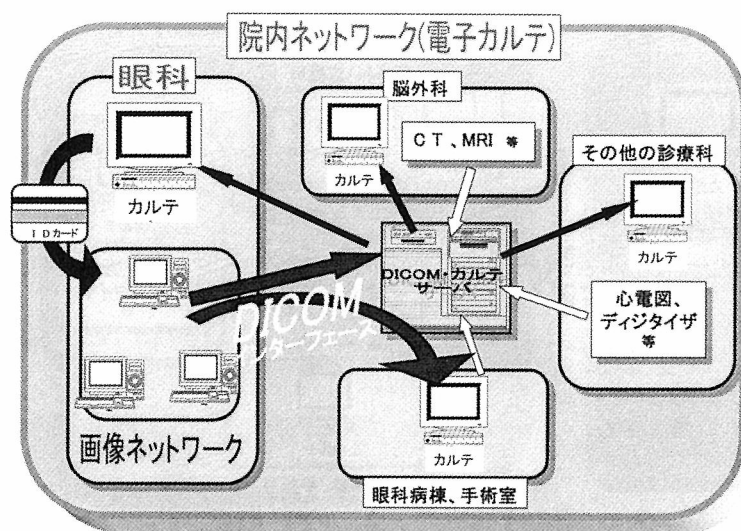 院内ネットワーク(電子カルテ)
眼科
カルテ
IDカード
画像ネットワーク
脳外科
カルテ
CT、MRI 等
その他の診療科
カルテ
心電図、
ディジタイザ
等
DICOM・カルテ
サーバ
DICOM
インターフェース
カルテ
眼科病棟、手術室